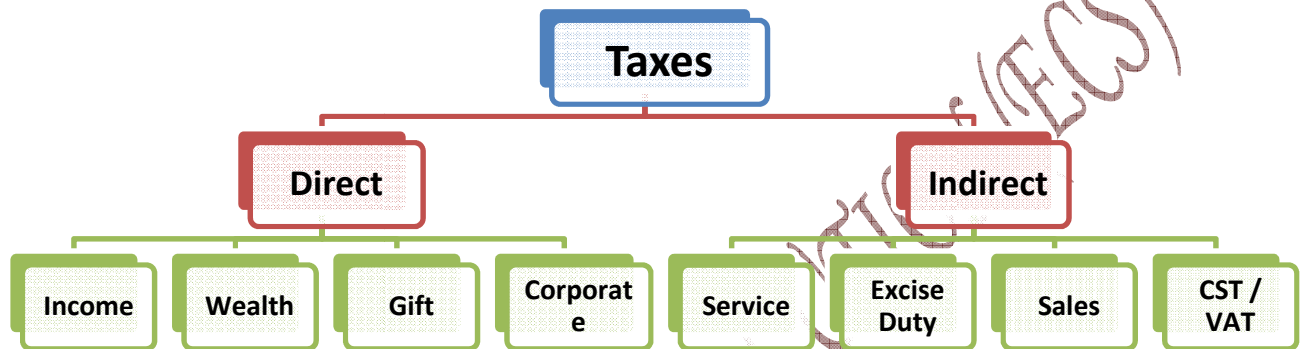 Taxes
Direct
Indirect
Income
Wealth
Gift
Corporat
e
Service
Excise
Duty
Sales
CST /
VAT